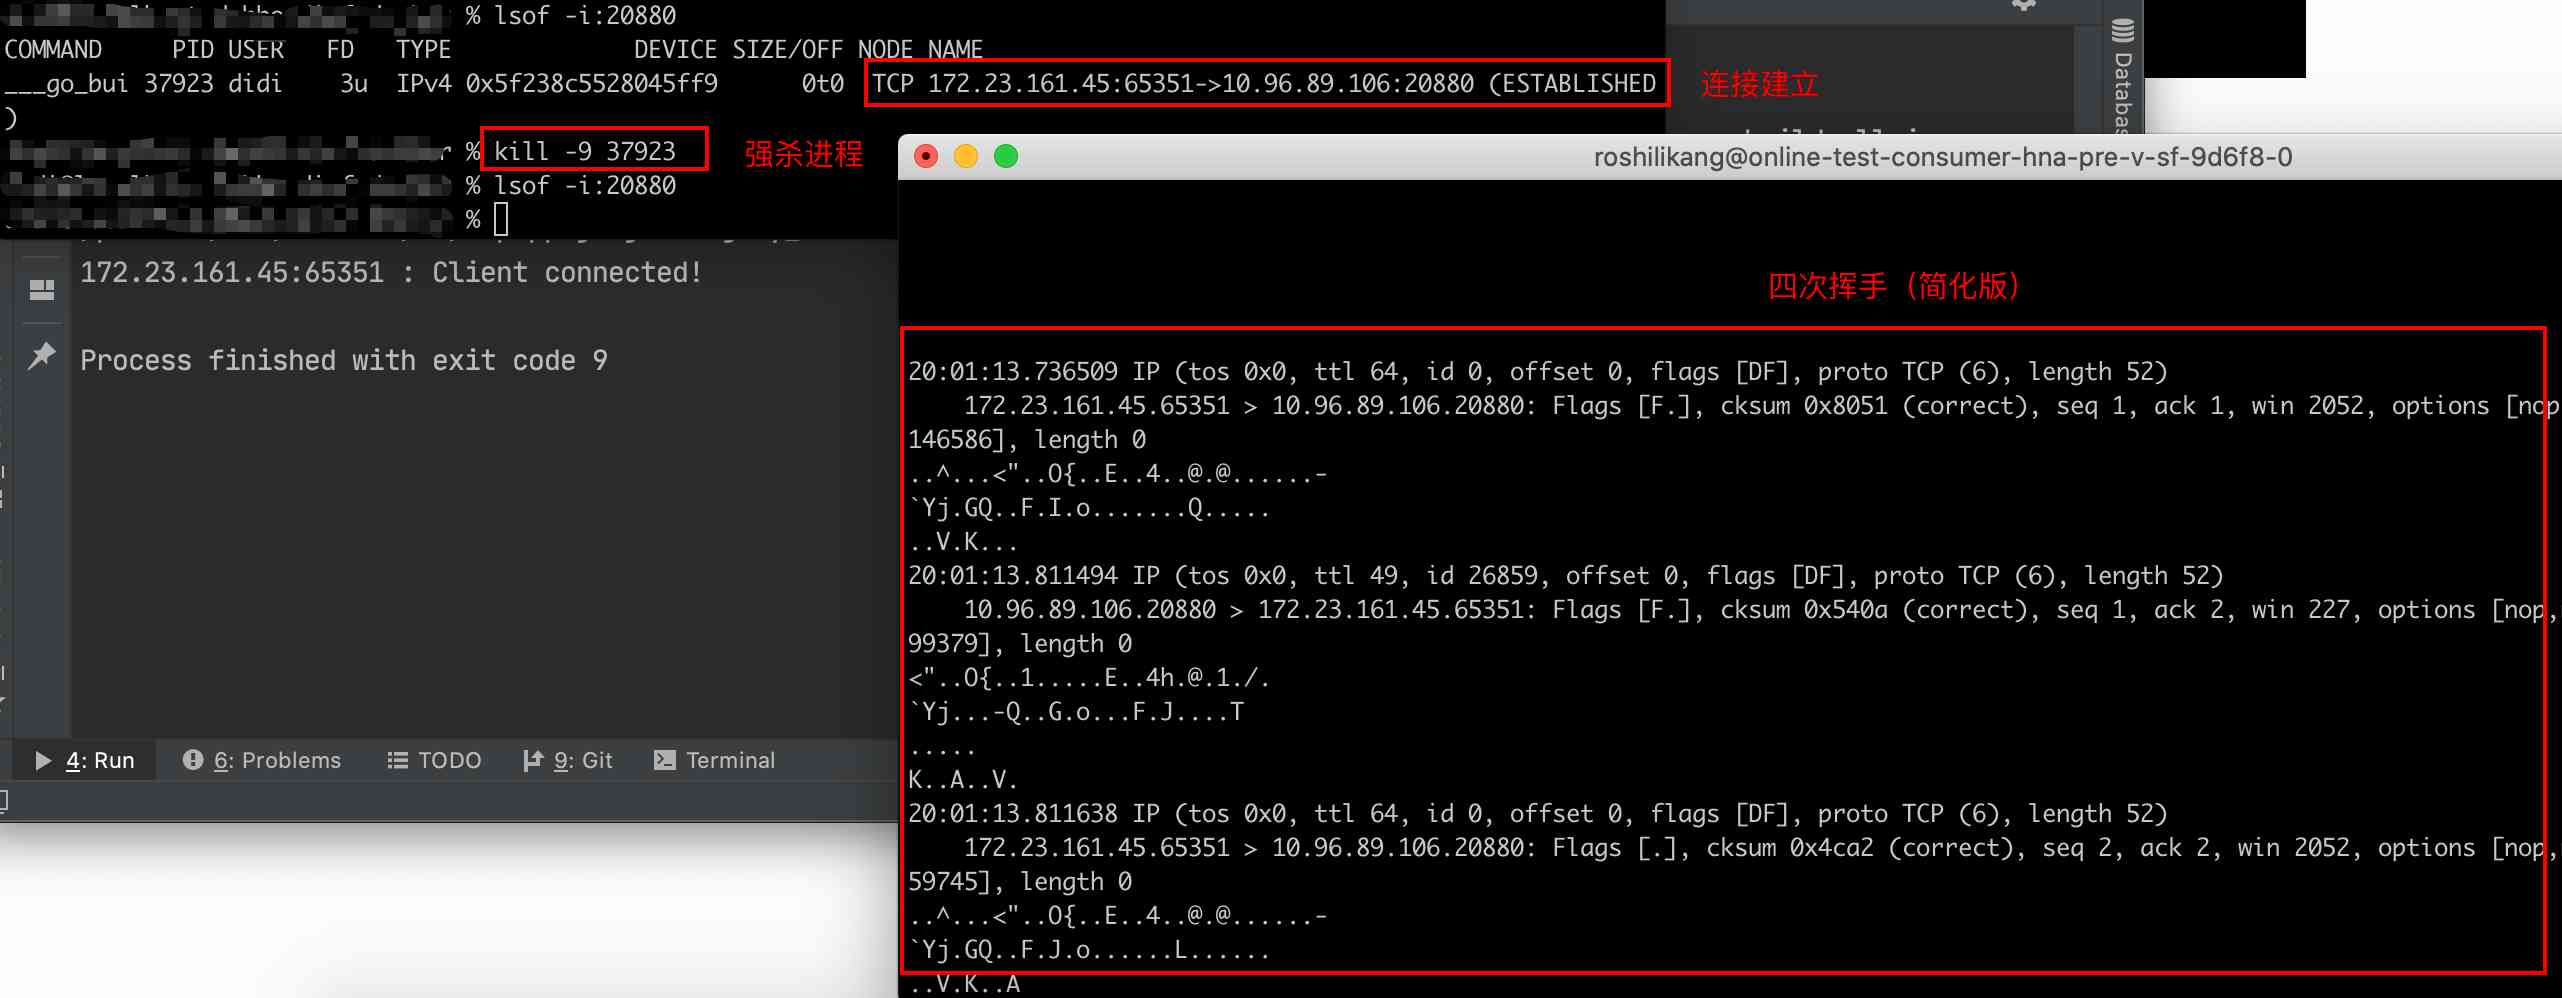 % lsof -i:20880
COMMAND PID USER FD TYPE DEVICE SIZE/OFF NODE NAME
___go_bui 37923 didi 3u IPv4 0x5f238c5528045ff9 0t0 TCP 172.23.161.45:65351->10.96.89.106:20880 (ESTABLISHED
)
连接建立
% kill -9 37923
强杀进程
% lsof -i:20880
%
Databas
172.23.161.45:65351 : Client connected!
Process finished with exit code 9
4: Run 6: Problems TODO 9: Git Terminal
roshilikang@online-test-consumer-hna-pre-v-sf-9d6f8-0
四次挥手（简化版）
20:01:13.736509 IP (tos 0x0, ttl 64, id 0, offset 0, flags [DF], proto TCP (6), length 52)
172.23.161.45.65351 > 10.96.89.106.20880: Flags [F.], cksum 0x8051 (correct), seq 1, ack 1, win 2052, options [nop
146586], length 0
..^...<"..O{..E..4..@.@......-
`Yj.GQ..F.I.o.......Q.....
..V.K...
20:01:13.811494 IP (tos 0x0, ttl 49, id 26859, offset 0, flags [DF], proto TCP (6), length 52)
10.96.89.106.20880 > 172.23.161.45.65351: Flags [F.], cksum 0x540a (correct), seq 1, ack 2, win 227, options [nop,
99379], length 0
<"..O{..1.....E..4h.@.1./.
`Yj...-Q..G.o...F.J....T
.....
K..A..V.
20:01:13.811638 IP (tos 0x0, ttl 64, id 0, offset 0, flags [DF], proto TCP (6), length 52)
172.23.161.45.65351 > 10.96.89.106.20880: Flags [.], cksum 0x4ca2 (correct), seq 2, ack 2, win 2052, options [nop,
59745], length 0
..^...<"..O{..E..4..@.@......-
`Yj.GQ..F.J.o......L......
..V.K..A